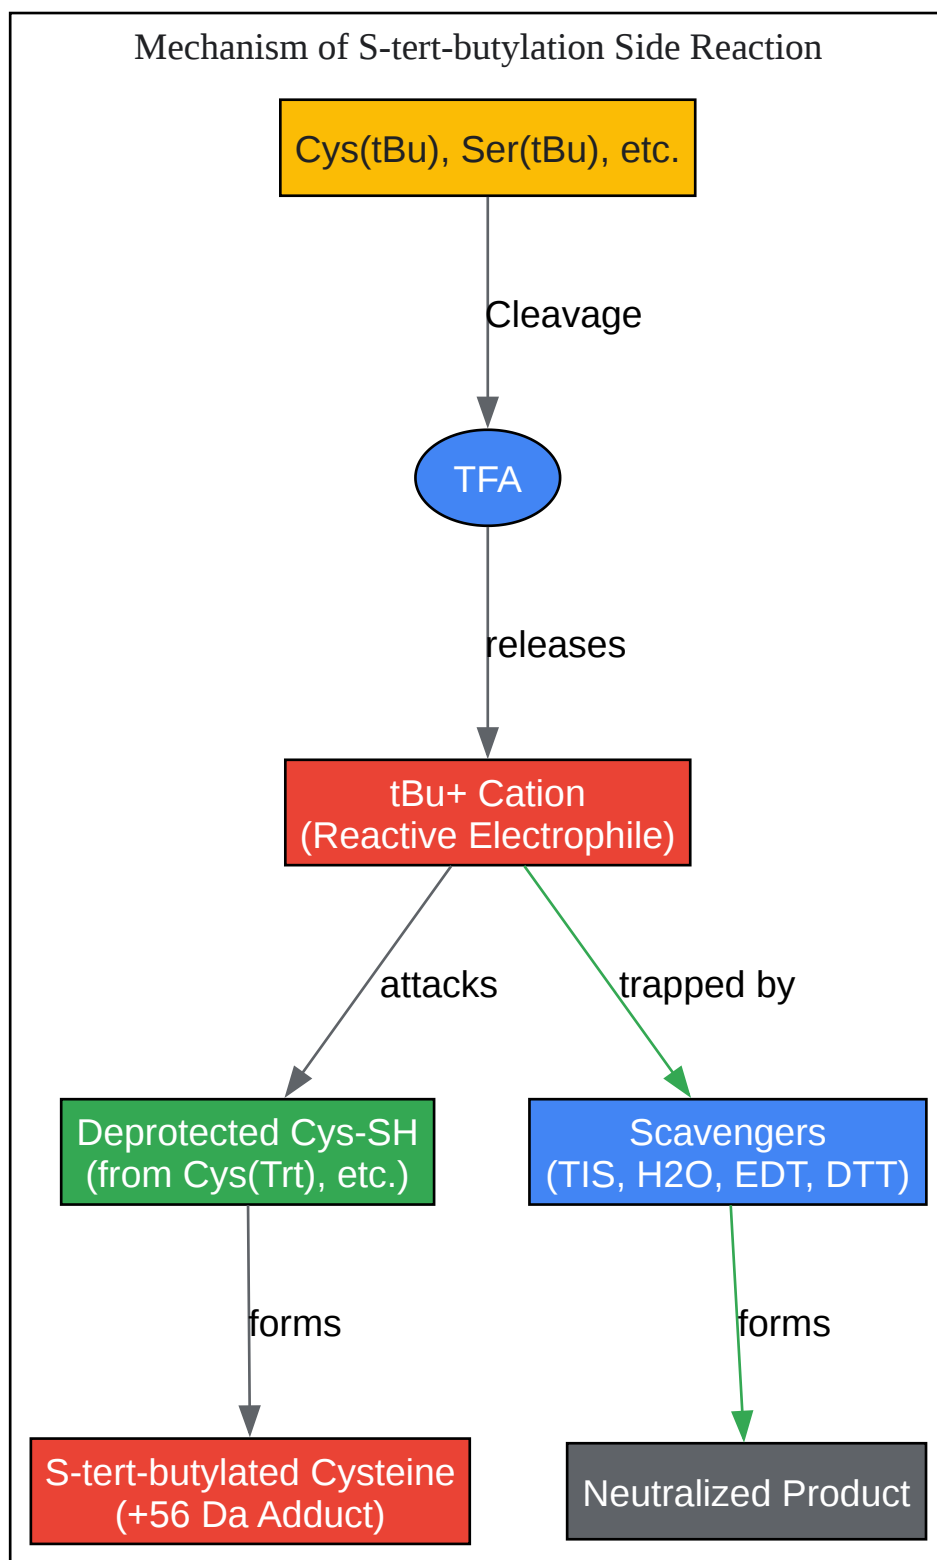 Mechanism of S-tert-butylation Side Reaction
Cys(tBu), Ser(tBu), etc.
Cleavage
TFA
releases
tBu+ Cation
(Reactive Electrophile)
attacks
trapped by
Deprotected Cys-SH
(from Cys(Trt), etc.)
Scavengers
(TIS, H2O, EDT, DTT)
forms
forms
S-tert-butylated Cysteine
(+56 Da Adduct)
Neutralized Product